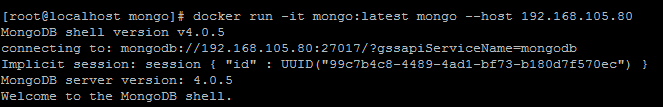 [root@localhost mongo]# docker run -it mongo:latest mongo --host 192.168.105.80
MongoDB shell version v4.0.5
connecting to: mongodb://192.168.105.80:27017/?gssapiServiceName=mongodb
Implicit session: session { "id" : UUID("99c7b4c8-4489-4ad1-bf73-b180d7f570ec") }
MongoDB server version: 4.0.5
Welcome to the MongoDB shell.